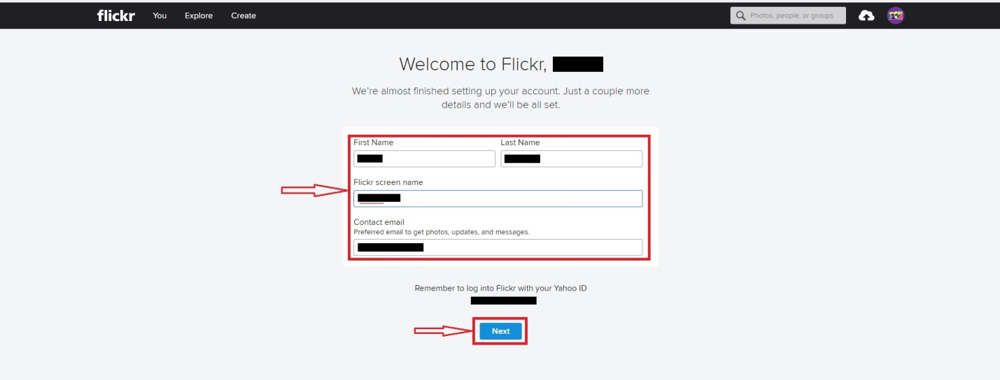 flickr You Explore Create Photos, people, or groups
Welcome to Flickr,
We're almost finished setting up your account. Just a couple more
details and we'll be all set.
First Name Last Name
Flickr screen name
Contact email
Preferred email to get photos, updates, and messages.
Remember to log into Flickr with your Yahoo ID
Next